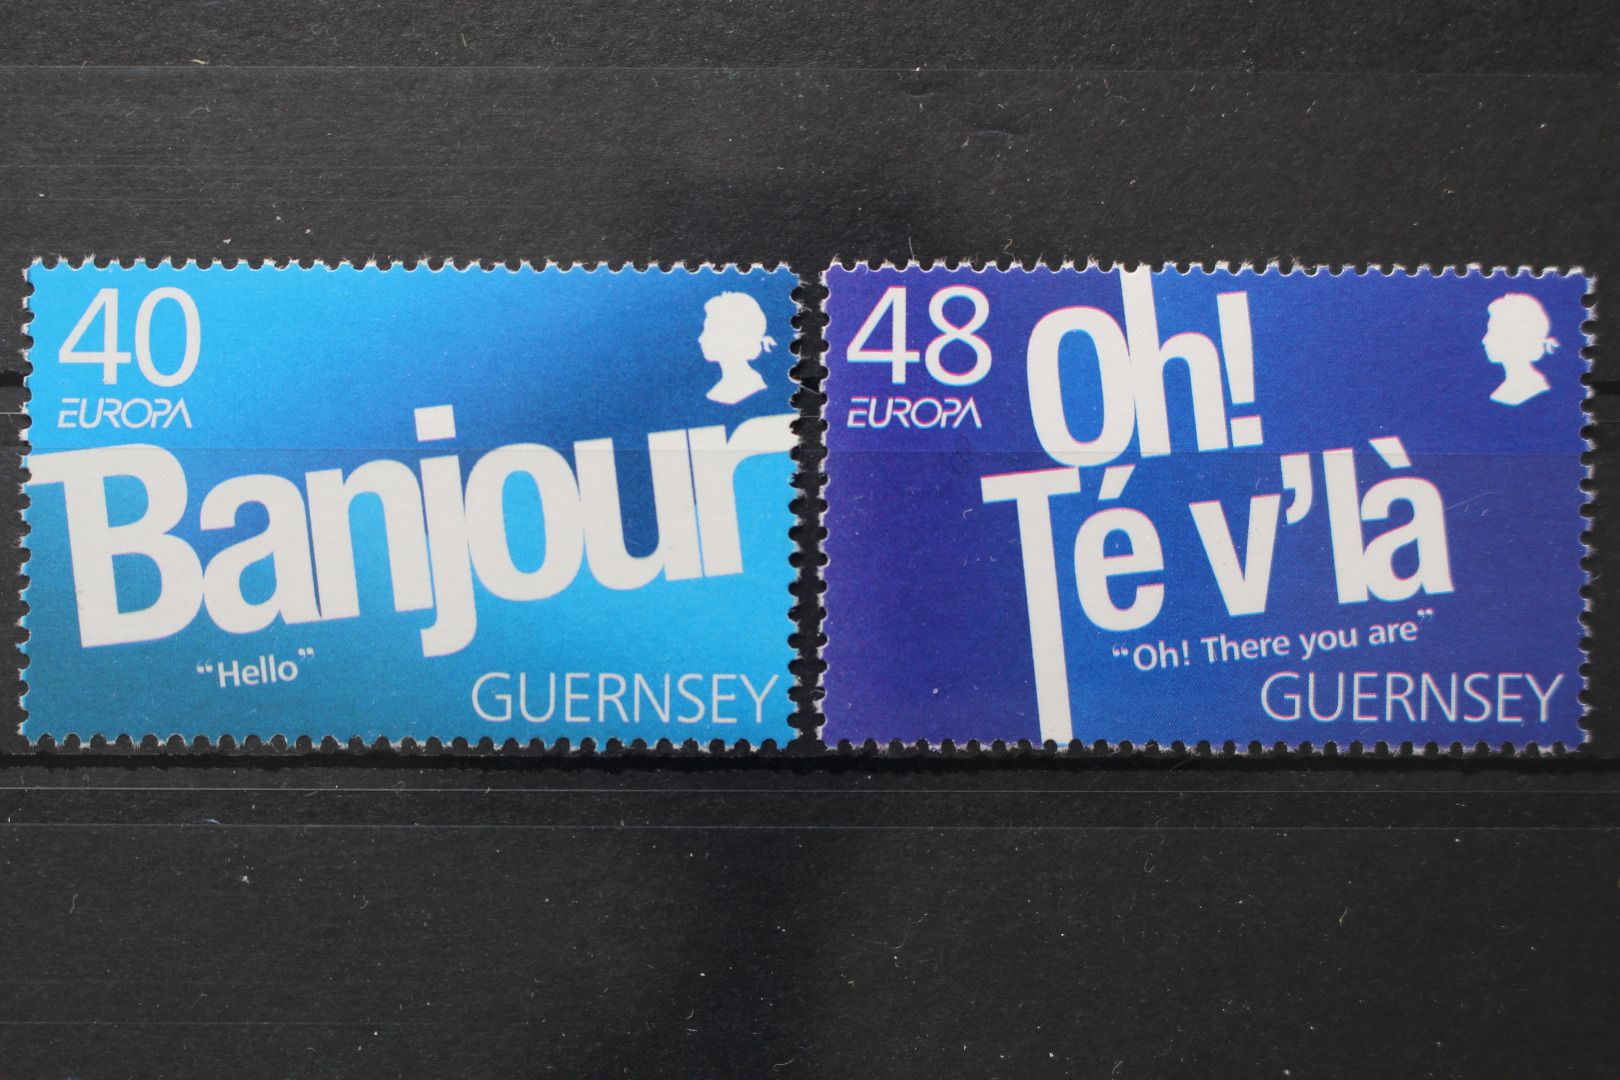 40
EUROPA
Banjour
“Hello”
GUERNSEY
48
EUROPA
Oh!
Té v’là
“Oh! There you are”
GUERNSEY